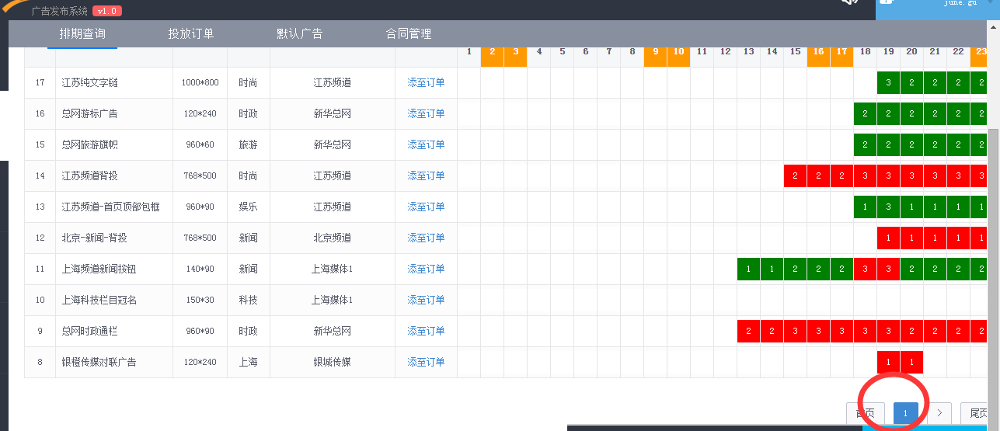 广告发布系统 v1.0
june.gu
排期查询 投放订单 默认广告 合同管理
1 2 3 4 5 6 7 8 9 10 11 12 13 14 15 16 17 18 19 20 21 22 23
17 江苏纯文字链 1000*800 时尚 江苏频道 添至订单 3 2 2 2 2
16 总网游标广告 120*240 时政 新华总网 添至订单 2 2 2 2 2 2
15 总网旅游旗帜 960*60 旅游 新华总网 添至订单 2 2 2 2 2 2
14 江苏频道背投 768*500 时尚 江苏频道 添至订单 2 2 2 3 3 3 3 3 3
13 江苏频道-首页顶部包框 960*90 娱乐 江苏频道 添至订单 1 3 1 1 1 1
12 北京-新闻-背投 768*500 新闻 北京频道 添至订单 1 1 1 1 1
11 上海频道新闻按钮 140*90 新闻 上海媒体1 添至订单 1 1 2 2 2 3 3 2 2 2 2
10 上海科技栏目冠名 150*30 科技 上海媒体1 添至订单
9 总网时政通栏 960*90 时政 新华总网 添至订单 2 2 3 3 3 3 3 2 2 2 2
8 银橙传媒对联广告 120*240 上海 银城传媒 添至订单 1 1
首页 1 > 尾页